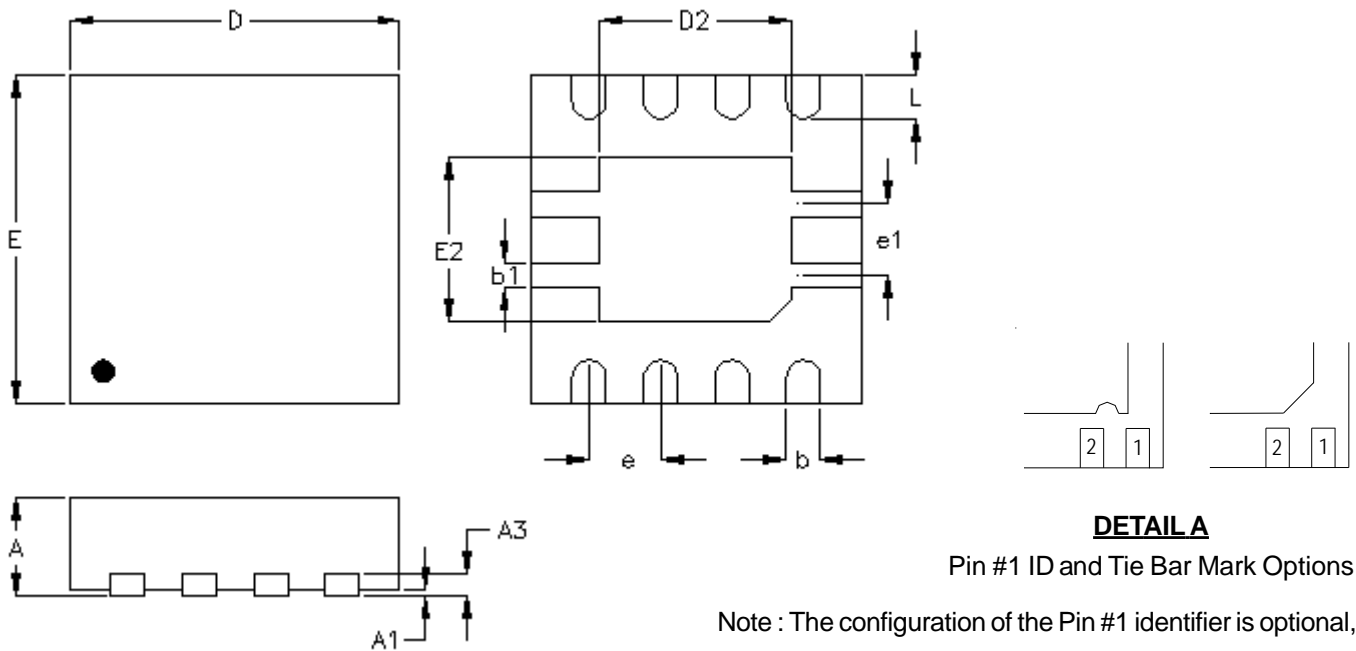 D
D2
L
E
E2
b1
e1
e
b
2 1
2 1
A
A3
A1
DETAIL A
Pin #1 ID and Tie Bar Mark Options
Note : The configuration of the Pin #1 identifier is optional,